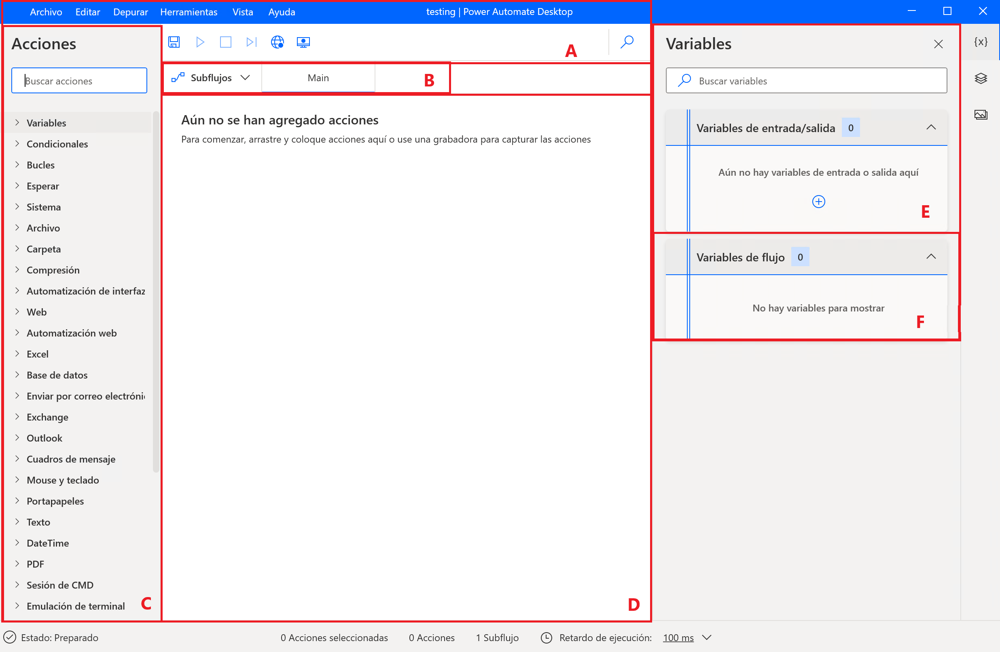 Archivo Editar Depurar Herramientas Vista Ayuda testing | Power Automate Desktop
Acciones
Buscar acciones
Variables
Condicionales
Bucles
Esperar
Sistema
Archivo
Carpeta
Compresión
Automatización de interfaz
Web
Automatización web
Excel
Base de datos
Enviar por correo electróni
Exchange
Outlook
Cuadros de mensaje
Mouse y teclado
Portapapeles
Texto
DateTime
PDF
Sesión de CMD
Emulación de terminal
C
A
Subflujos Main B
Aún no se han agregado acciones
Para comenzar, arrastre y coloque acciones aquí o use una grabadora para capturar las acciones
D
Variables
{x}
Buscar variables
Variables de entrada/salida 0
Aún no hay variables de entrada o salida aquí
E
Variables de flujo 0
No hay variables para mostrar
F
Estado: Preparado 0 Acciones seleccionadas 0 Acciones 1 Subflujo Retardo de ejecución: 100 ms